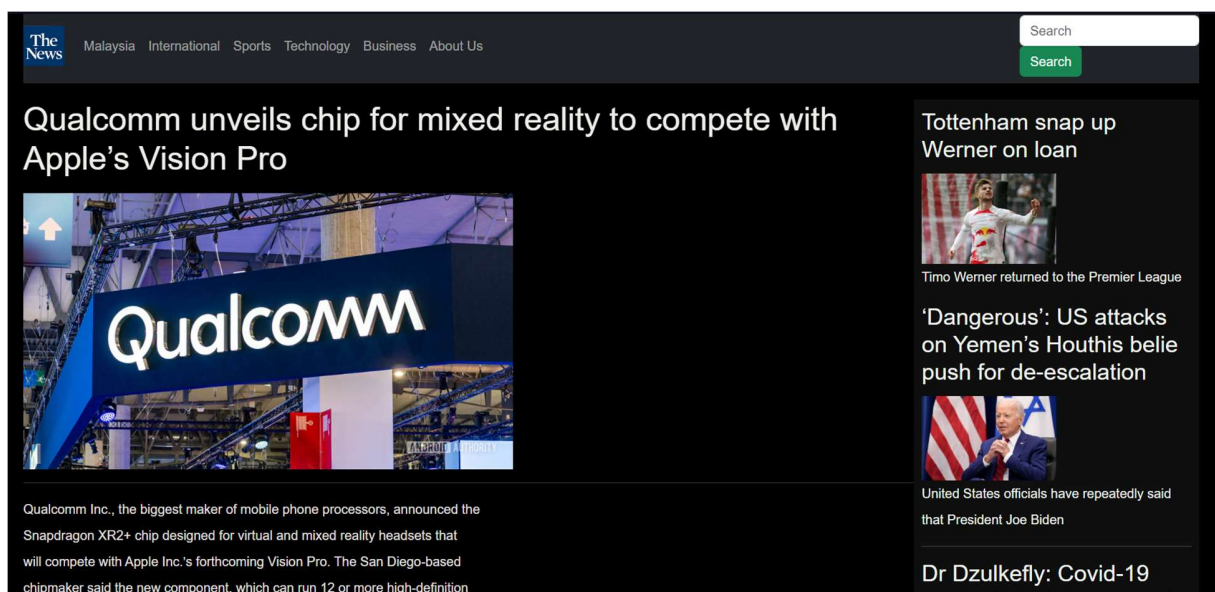 The
News
Malaysia International Sports Technology Business About Us
Search
Search
Qualcomm unveils chip for mixed reality to compete with
Apple’s Vision Pro
Qualcomm
ANDROID AUTHORITY
Qualcomm Inc., the biggest maker of mobile phone processors, announced the
Snapdragon XR2+ chip designed for virtual and mixed reality headsets that
will compete with Apple Inc.’s forthcoming Vision Pro. The San Diego-based
chipmaker said the new component, which can run 12 or more high-definition
Tottenham snap up
Werner on loan
Timo Werner returned to the Premier League
‘Dangerous’: US attacks
on Yemen’s Houthis belie
push for de-escalation
United States officials have repeatedly said
that President Joe Biden
Dr Dzulkefly: Covid-19